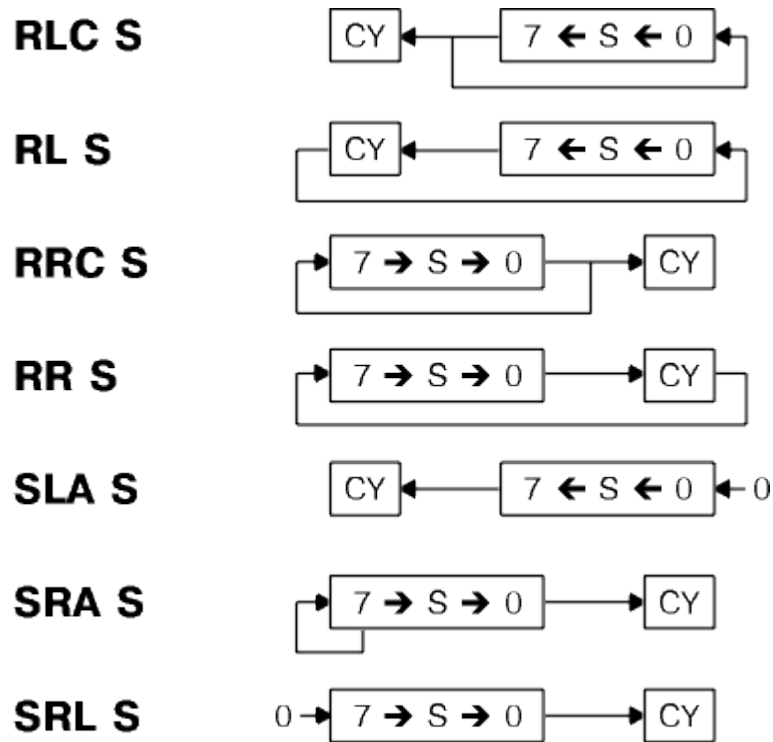 RLC S CY 7 ← S ← 0
RL S CY 7 ← S ← 0
RRC S 7 → S → 0 CY
RR S 7 → S → 0 CY
SLA S CY 7 ← S ← 0 0
SRA S 7 → S → 0 CY
SRL S 0 7 → S → 0 CY